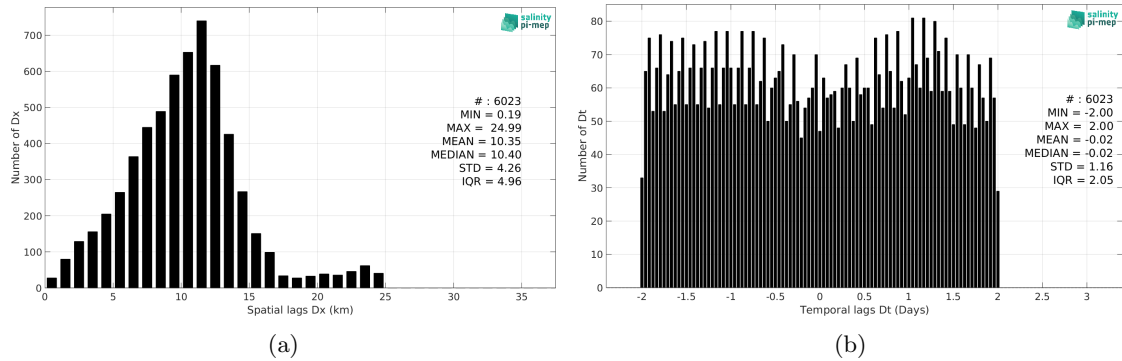 salinity
pi-mep
700
600
500
400
300
200
100
0
Number of Dx
# : 6023
MIN = 0.19
MAX = 24.99
MEAN = 10.35
MEDIAN = 10.40
STD = 4.26
IQR = 4.96
0 5 10 15 20 25 30 35
Spatial lags Dx (km)
(a)
salinity
pi-mep
80
70
60
50
40
30
20
10
0
Number of Dt
# : 6023
MIN = -2.00
MAX = 2.00
MEAN = -0.02
MEDIAN = -0.02
STD = 1.16
IQR = 2.05
-2 -1.5 -1 -0.5 0 0.5 1 1.5 2 2.5 3
Temporal lags Dt (Days)
(b)